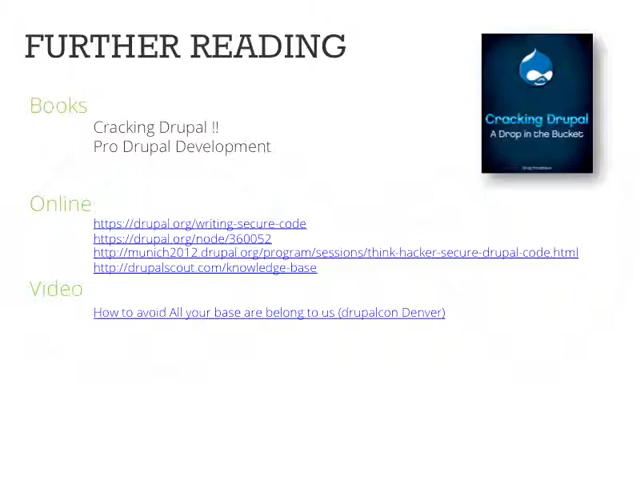 FURTHER READING
Books
Cracking Drupal !!
Pro Drupal Development
Cracking Drupal
A Drop in the Bucket
Online
https://drupal.org/writing-secure-code
https://drupal.org/node/360052
http://munich2012.drupal.org/program/sessions/think-hacker-secure-drupal-code.html
http://drupalscout.com/knowledge-base
Video
How to avoid All your base are belong to us (drupalcon Denver)